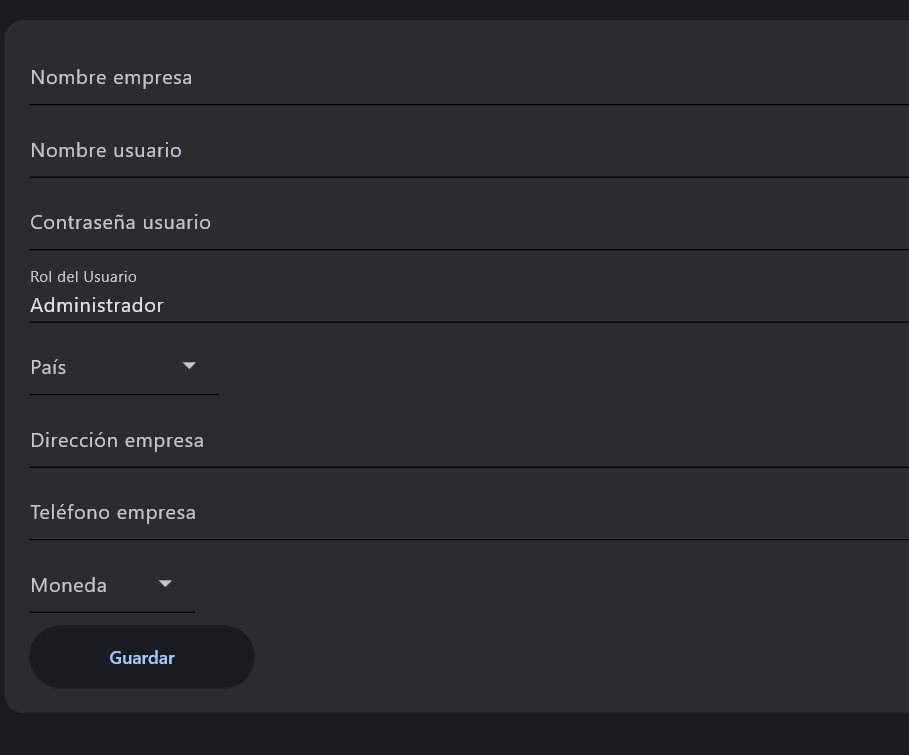 Nombre empresa
Nombre usuario
Contraseña usuario
Rol del Usuario
Administrador
País
Dirección empresa
Teléfono empresa
Moneda
Guardar